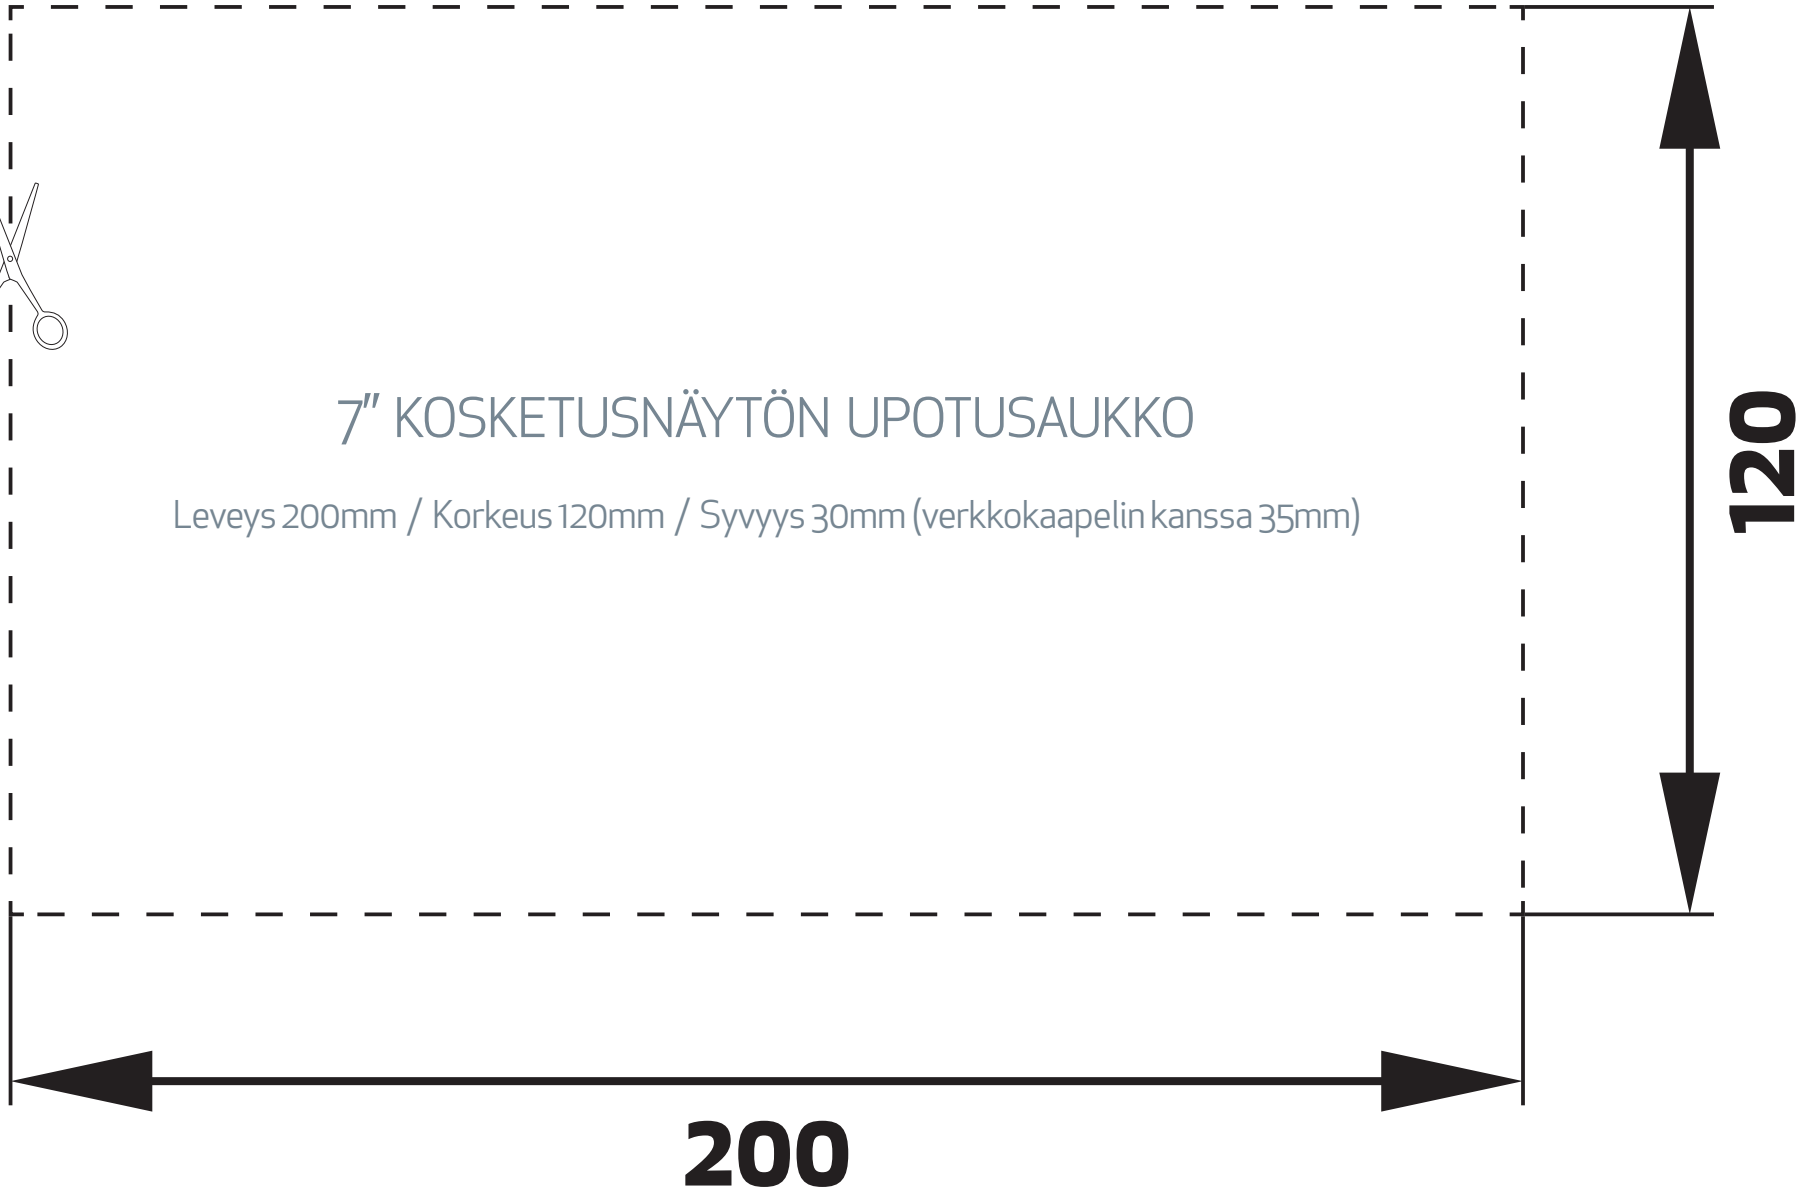 7" KOSKETUSNÄYTÖN UPOTUSAUKKO
Leveys 200mm / Korkeus 120mm / Syvyys 30mm (verkkokaapelin kanssa 35mm)
120
200